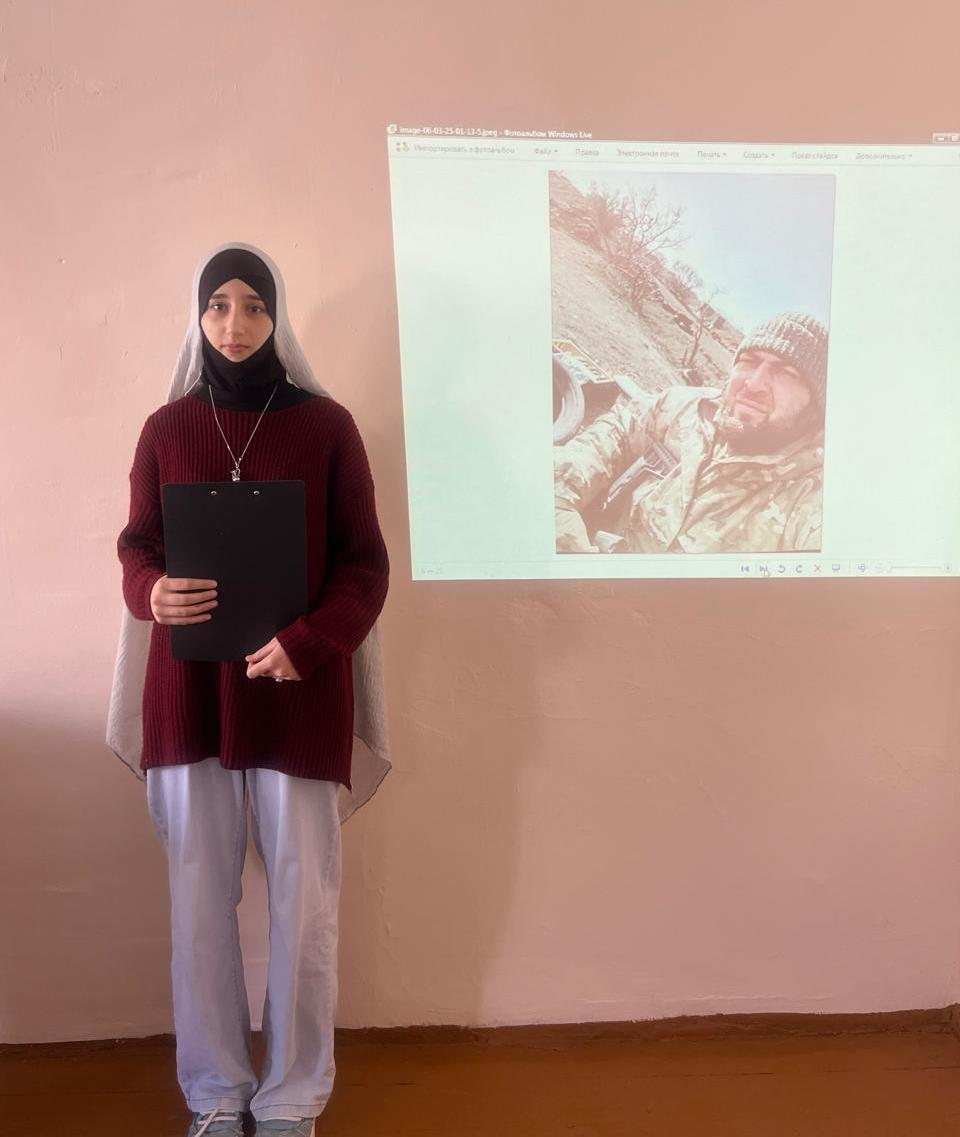 image-06-03-25-01-13-5.jpeg - Фотоальбом Windows Live
Импортировать в фотоальбом Файл Правка Электронная почта Печать Создать Показ слайдов Дополнительно